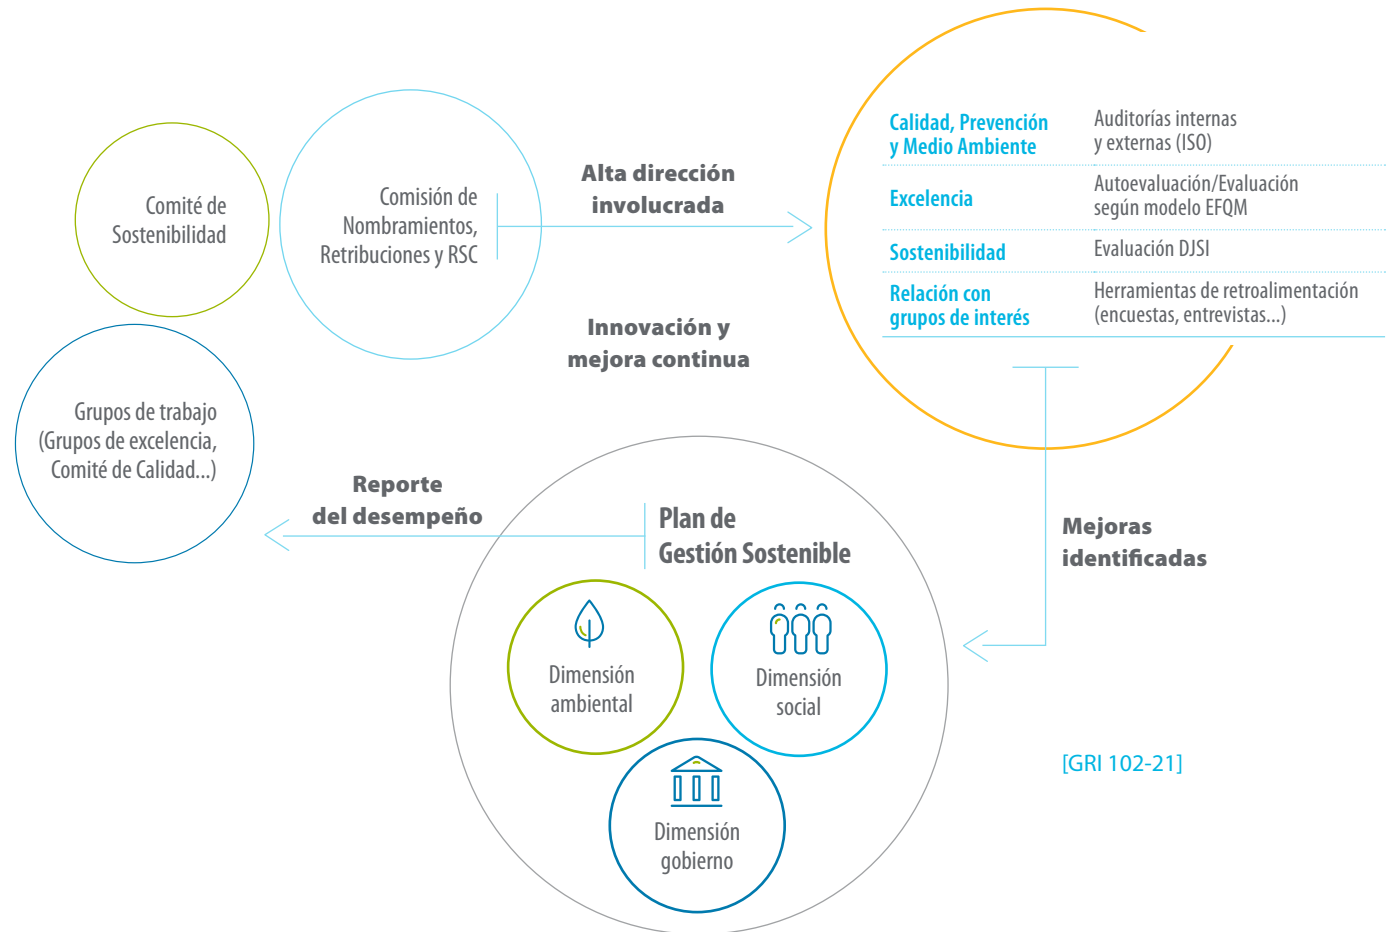 Comité de
Sostenibilidad
Comisión de
Nombramientos,
Retribuciones y RSC
Grupos de trabajo
(Grupos de excelencia,
Comité de Calidad...)
Alta dirección
involucrada
Calidad, Prevención
y Medio Ambiente
Auditorías internas
y externas (ISO)
Excelencia
Autoevaluación/Evaluación
según modelo EFQM
Sostenibilidad
Evaluación DJSI
Relación con
grupos de interés
Herramientas de retroalimentación
(encuestas, entrevistas...)
Innovación y
mejora continua
Reporte
del desempeño
Plan de
Gestión Sostenible
Mejoras
identificadas
Dimensión
ambiental
Dimensión
social
Dimensión
gobierno
[GRI 102-21]